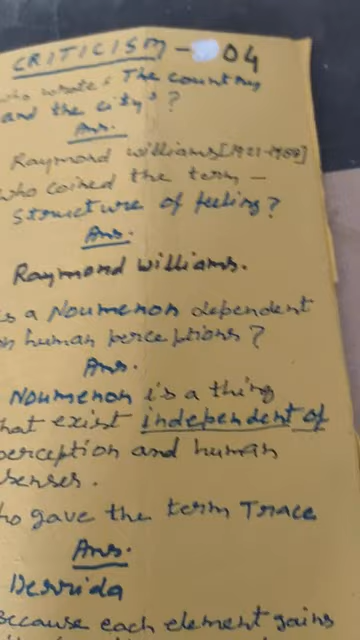 CRITICISM - 04
who wrote "The country
and the city"?
Ans.
Raymond williams[1921-1988]
who coined the term -
structure of feeling?
Ans.
Raymond williams.
is a Noumenon dependent
on human perceptions?
Ans.
Noumenon is a thing
that exist independent of
perception and human
senses.
who gave the term Trace
Ans.
Derrida
Because each element gains